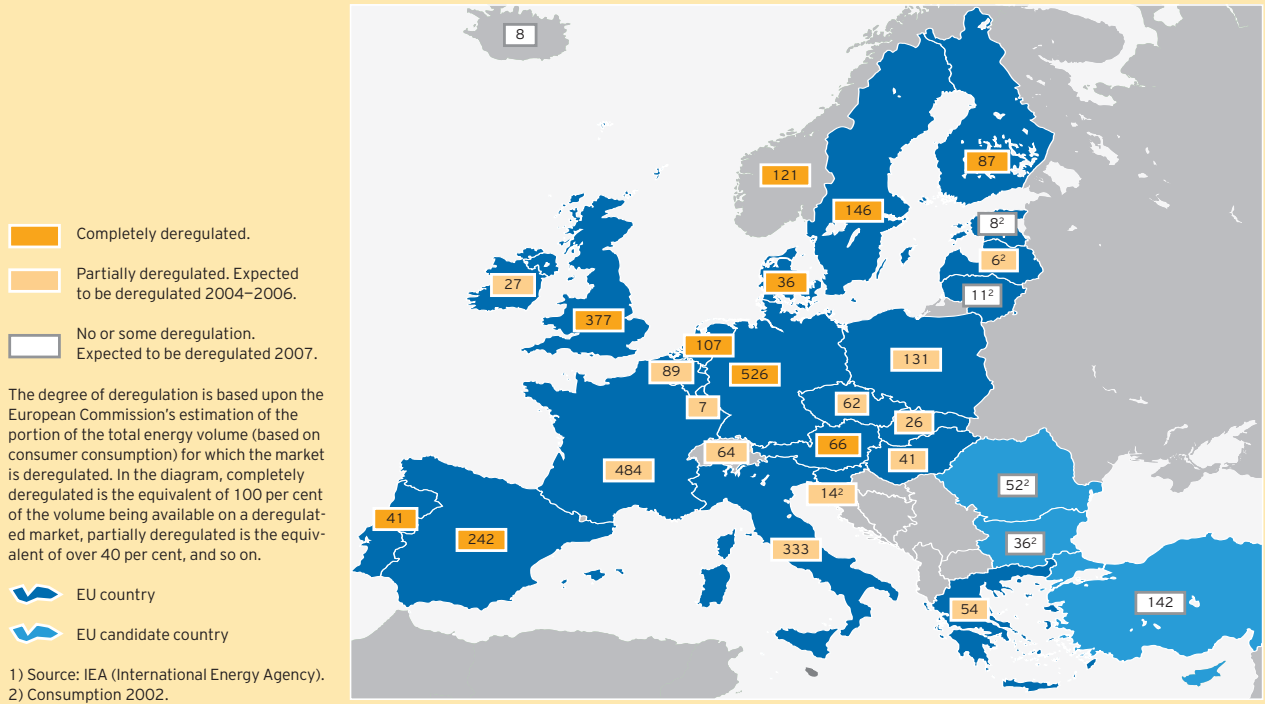 Completely deregulated.
Partially deregulated. Expected
to be deregulated 2004–2006.
No or some deregulation.
Expected to be deregulated 2007.
The degree of deregulation is based upon the
European Commission's estimation of the
portion of the total energy volume (based on
consumer consumption) for which the market
is deregulated. In the diagram, completely
deregulated is the equivalent of 100 per cent
of the volume being available on a deregulat-
ed market, partially deregulated is the equiv-
alent of over 40 per cent, and so on.
EU country
EU candidate country
1) Source: IEA (International Energy Agency).
2) Consumption 2002.
8
87
121
146
8²
6²
27
36
11²
377
107
131
89
526
62
7
26
66
64
41
484
52²
14²
41
242
36²
333
142
54